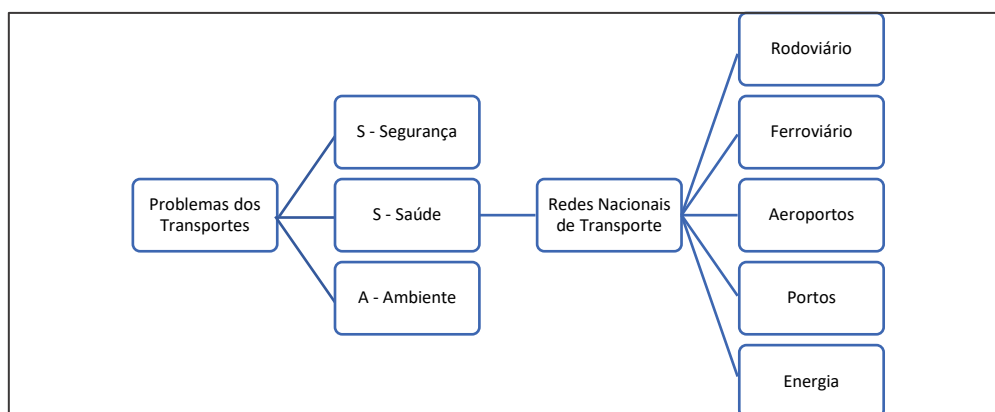 Problemas dos
Transportes
S - Segurança
S - Saúde
A - Ambiente
Redes Nacionais
de Transporte
Rodoviário
Ferroviário
Aeroportos
Portos
Energia